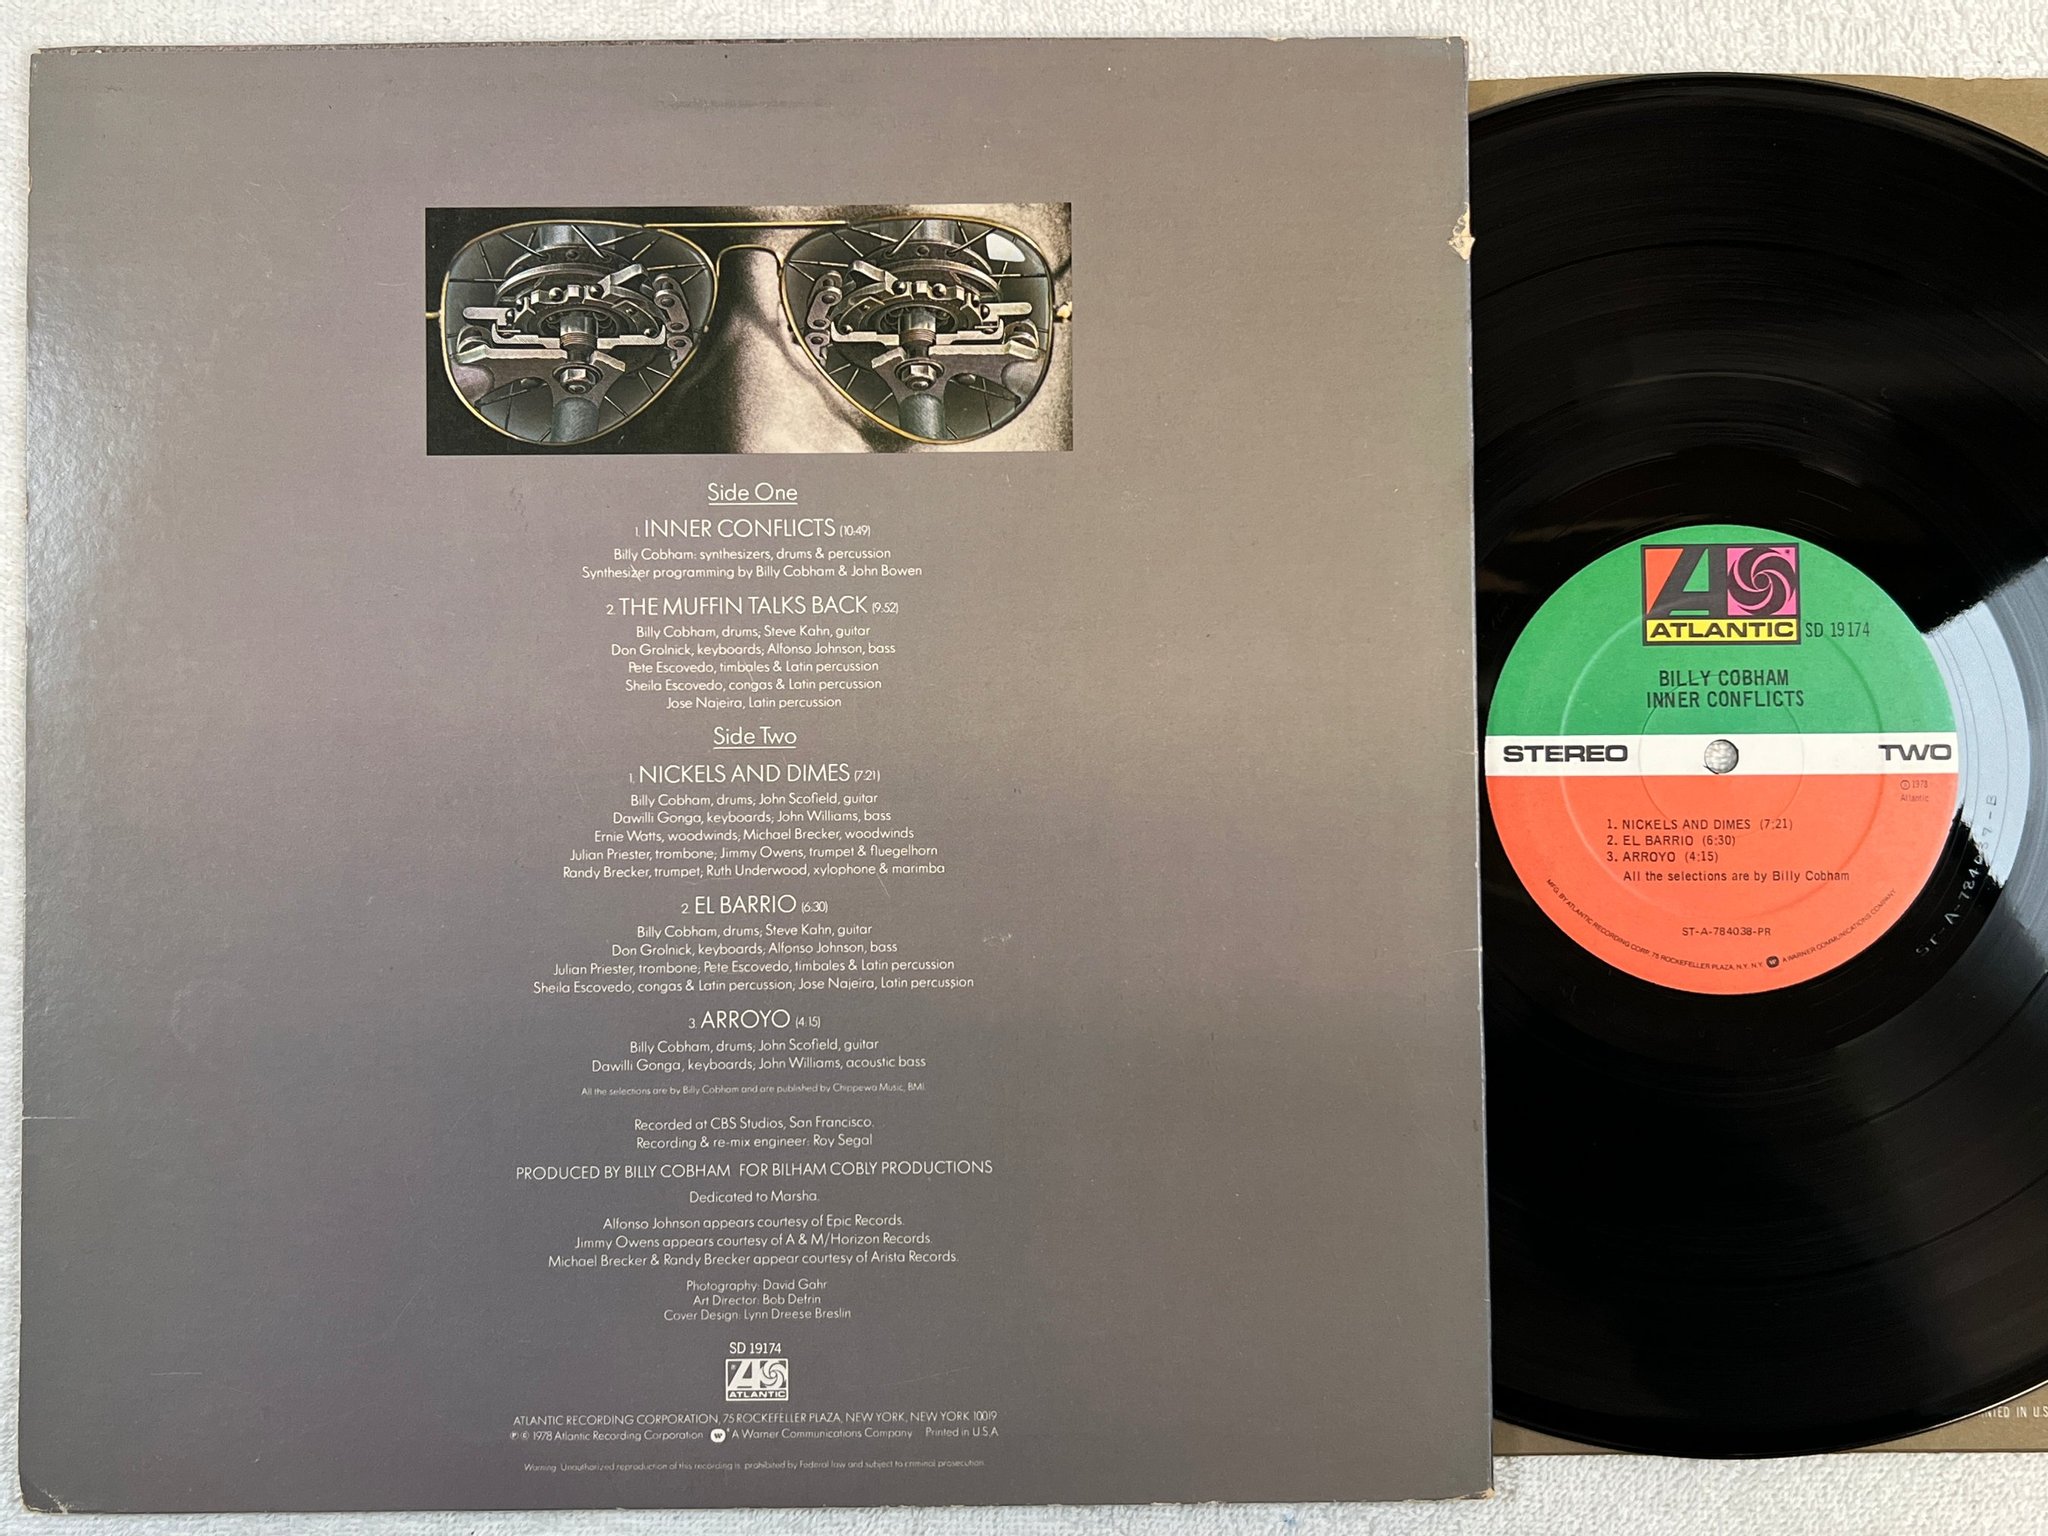 Side One
1. INNER CONFLICTS (10:49)
Billy Cobham: synthesizers, drums & percussion
Synthesizer programming by Billy Cobham & John Bowen
2. THE MUFFIN TALKS BACK (9:52)
Billy Cobham, drums; Steve Kahn, guitar
Don Grolnick, keyboards; Alfonso Johnson, bass
Pete Escovedo, timbales & Latin percussion
Sheila Escovedo, congas & Latin percussion
Jose Najeira, Latin percussion
Side Two
1. NICKELS AND DIMES (7:21)
Billy Cobham, drums; John Scofield, guitar
Dawilli Gonga, keyboards; John Williams, bass
Ernie Watts, woodwinds; Michael Brecker, woodwinds
Julian Priester, trombone; Jimmy Owens, trumpet & fluegelhorn
Randy Brecker, trumpet; Ruth Underwood, xylophone & marimba
2. EL BARRIO (6:30)
Billy Cobham, drums; Steve Kahn, guitar
Don Grolnick, keyboards; Alfonso Johnson, bass
Julian Priester, trombone; Pete Escovedo, timbales & Latin percussion
Sheila Escovedo, congas & Latin percussion; Jose Najeira, Latin percussion
3. ARROYO (4:15)
Billy Cobham, drums; John Scofield, guitar
Dawilli Gonga, keyboards; John Williams, acoustic bass
All the selections are by Billy Cobham and are published by Chippewa Music, BMI.
Recorded at CBS Studios, San Francisco.
Recording & re-mix engineer: Roy Segal
PRODUCED BY BILLY COBHAM FOR BILHAM COBLY PRODUCTIONS
Dedicated to Marsha.
Alfonso Johnson appears courtesy of Epic Records.
Jimmy Owens appears courtesy of A & M/Horizon Records.
Michael Brecker & Randy Brecker appear courtesy of Arista Records.
Photography: David Gahr
Art Director: Bob Defrin
Cover Design: Lynn Dreese Breslin
SD 19174
ATLANTIC
ATLANTIC RECORDING CORPORATION, 75 ROCKEFELLER PLAZA, NEW YORK, NEW YORK 10019
℗ © 1978 Atlantic Recording Corporation W A Warner Communications Company Printed in U.S.A.
Warning: Unauthorized reproduction of this recording is prohibited by Federal law and subject to criminal prosecution.
ATLANTIC SD 19174
BILLY COBHAM
INNER CONFLICTS
STEREO TWO
℗ 1978
Atlantic
1. NICKELS AND DIMES (7:21)
2. EL BARRIO (6:30)
3. ARROYO (4:15)
All the selections are by Billy Cobham
ST-A-784038-PR
MFG. BY ATLANTIC RECORDING CORP. 75 ROCKEFELLER PLAZA, N.Y. N.Y. W A WARNER COMMUNICATIONS COMPANY
IN U.S